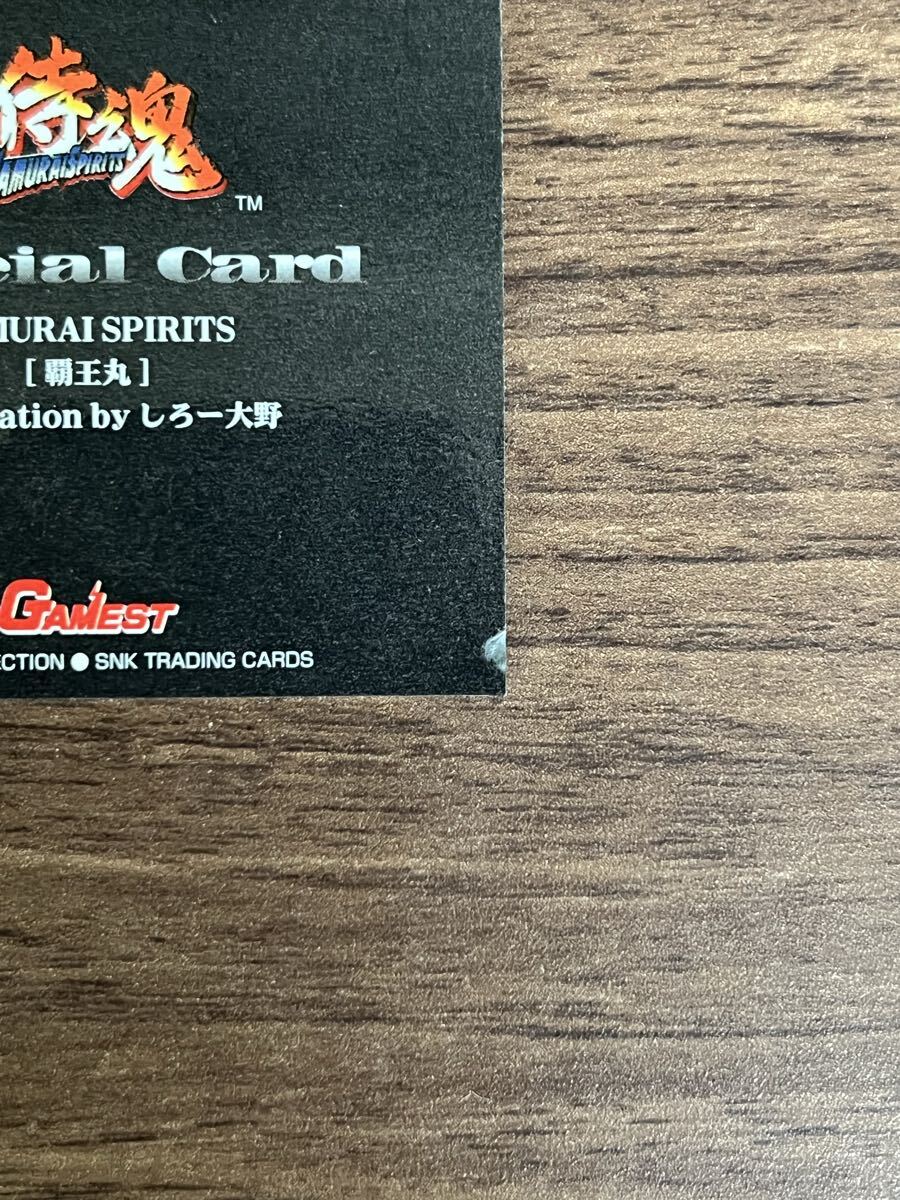 侍魂
SAMURAI SPIRITS
TM
cial Card
MURAI SPIRITS
[覇王丸]
ation by しろー大野
GAMEST
ECTION ● SNK TRADING CARDS